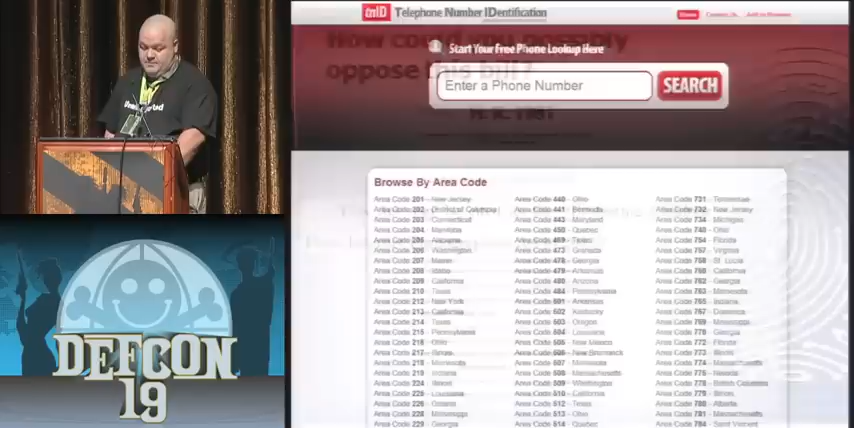 tnID Telephone Number IDentification
Home
How could you possibly
oppose this bill?
Start Your Free Phone Lookup Here
Enter a Phone Number
SEARCH
H.R. 1981
Browse By Area Code
Area Code 201 - New Jersey
Area Code 202 - District of Columbia
Area Code 203 - Connecticut
Area Code 204 - Manitoba
Area Code 205 - Alabama
Area Code 206 - Washington
Area Code 207 - Maine
Area Code 208 - Idaho
Area Code 209 - California
Area Code 210 - Texas
Area Code 212 - New York
Area Code 213 - California
Area Code 214 - Texas
Area Code 215 - Pennsylvania
Area Code 216 - Ohio
Area Code 217 - Illinois
Area Code 218 - Minnesota
Area Code 219 - Indiana
Area Code 224 - Illinois
Area Code 225 - Louisiana
Area Code 226 - Ontario
Area Code 228 - Mississippi
Area Code 229 - Georgia
Area Code 440 - Ohio
Area Code 441 - Bermuda
Area Code 443 - Maryland
Area Code 450 - Quebec
Area Code 469 - Texas
Area Code 473 - Grenada
Area Code 478 - Georgia
Area Code 479 - Arkansas
Area Code 480 - Arizona
Area Code 484 - Pennsylvania
Area Code 501 - Arkansas
Area Code 502 - Kentucky
Area Code 503 - Oregon
Area Code 504 - Louisiana
Area Code 505 - New Mexico
Area Code 506 - New Brunswick
Area Code 507 - Minnesota
Area Code 508 - Massachusetts
Area Code 509 - Washington
Area Code 510 - California
Area Code 512 - Texas
Area Code 513 - Ohio
Area Code 514 - Quebec
Area Code 731 - Tennessee
Area Code 732 - New Jersey
Area Code 734 - Michigan
Area Code 740 - Ohio
Area Code 754 - Florida
Area Code 757 - Virginia
Area Code 758 - St. Lucia
Area Code 760 - California
Area Code 762 - Georgia
Area Code 763 - Minnesota
Area Code 765 - Indiana
Area Code 767 - Dominica
Area Code 769 - Mississippi
Area Code 770 - Georgia
Area Code 772 - Florida
Area Code 773 - Illinois
Area Code 774 - Massachusetts
Area Code 775 - Nevada
Area Code 778 - British Columbia
Area Code 779 - Illinois
Area Code 780 - Alberta
Area Code 781 - Massachusetts
Area Code 784 - Saint Vincent
DEFCON
19